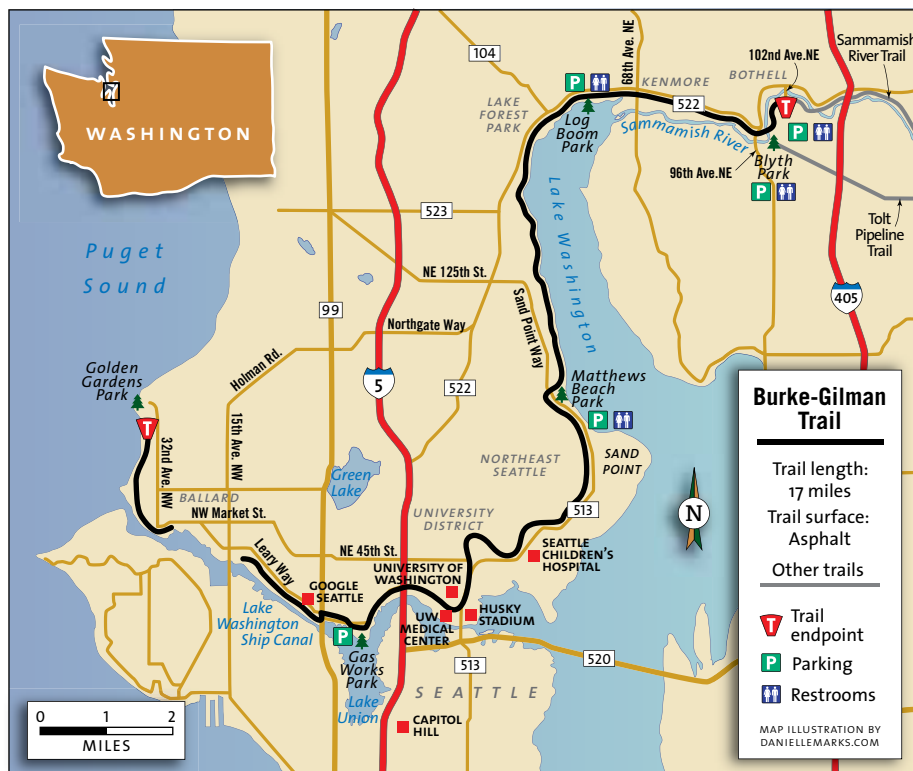 WASHINGTON
104
68th Ave. NE
KENMORE
102nd Ave.NE
BOTHELL
Sammamish
River Trail
LAKE
FOREST
PARK
P
Log
Boom
Park
522
Sammamish
River
T
P
96th Ave.NE
Blyth
Park
P
Tolt
Pipeline
Trail
523
Puget
Sound
NE 125th St.
Lake Washington
Sand Point Way
405
99
Northgate Way
Holman Rd.
5
522
Golden
Gardens
Park
T
15th Ave. NW
32nd Ave. NW
Matthews
Beach
Park
P
NORTHEAST
SEATTLE
SAND
POINT
Green
Lake
BALLARD
NW Market St.
UNIVERSITY
DISTRICT
513
N
NE 45th St.
Leary Way
SEATTLE
CHILDREN'S
HOSPITAL
UNIVERSITY OF
WASHINGTON
GOOGLE
SEATTLE
Lake
Washington
Ship Canal
UW
MEDICAL
CENTER
HUSKY
STADIUM
P
Gas
Works
Park
513
520
SEATTLE
Lake
Union
CAPITOL
HILL
0 1 2
MILES
Burke-Gilman
Trail
Trail length:
17 miles
Trail surface:
Asphalt
Other trails
T Trail
endpoint
P Parking
Restrooms
MAP ILLUSTRATION BY
DANIELLEMARKS.COM